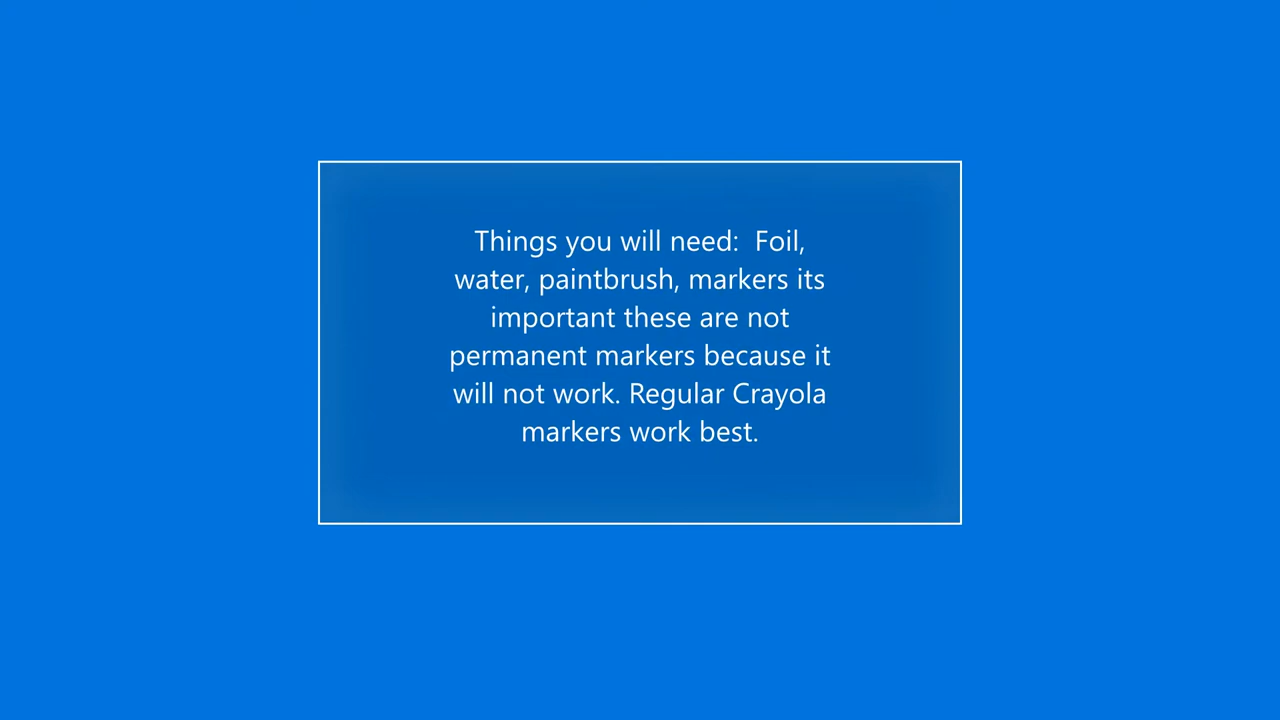 Things you will need:  Foil,
water, paintbrush, markers its
important these are not
permanent markers because it
will not work. Regular Crayola
markers work best.